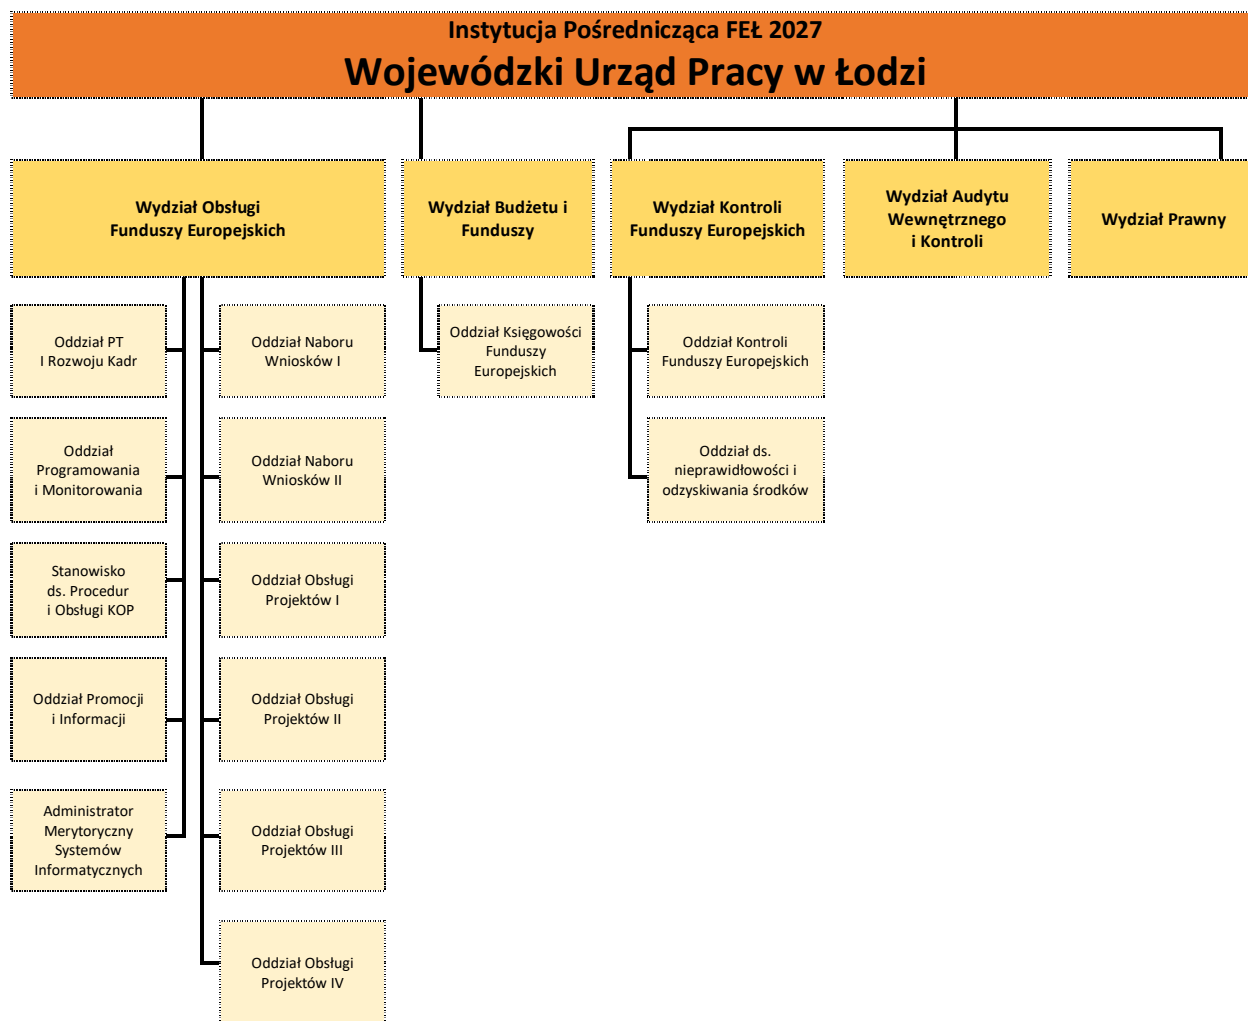 Instytucja Pośrednicząca FEŁ 2027
Wojewódzki Urząd Pracy w Łodzi
Wydział Obsługi
Funduszy Europejskich
Wydział Budżetu i
Funduszy
Wydział Kontroli
Funduszy Europejskich
Wydział Audytu
Wewnętrznego
i Kontroli
Wydział Prawny
Oddział PT
I Rozwoju Kadr
Oddział Naboru
Wniosków I
Oddział Księgowości
Funduszy
Europejskich
Oddział Kontroli
Funduszy Europejskich
Oddział
Programowania
i Monitorowania
Oddział Naboru
Wniosków II
Oddział ds.
nieprawidłowości i
odzyskiwania środków
Stanowisko
ds. Procedur
i Obsługi KOP
Oddział Obsługi
Projektów I
Oddział Promocji
i Informacji
Oddział Obsługi
Projektów II
Administrator
Merytoryczny
Systemów
Informatycznych
Oddział Obsługi
Projektów III
Oddział Obsługi
Projektów IV